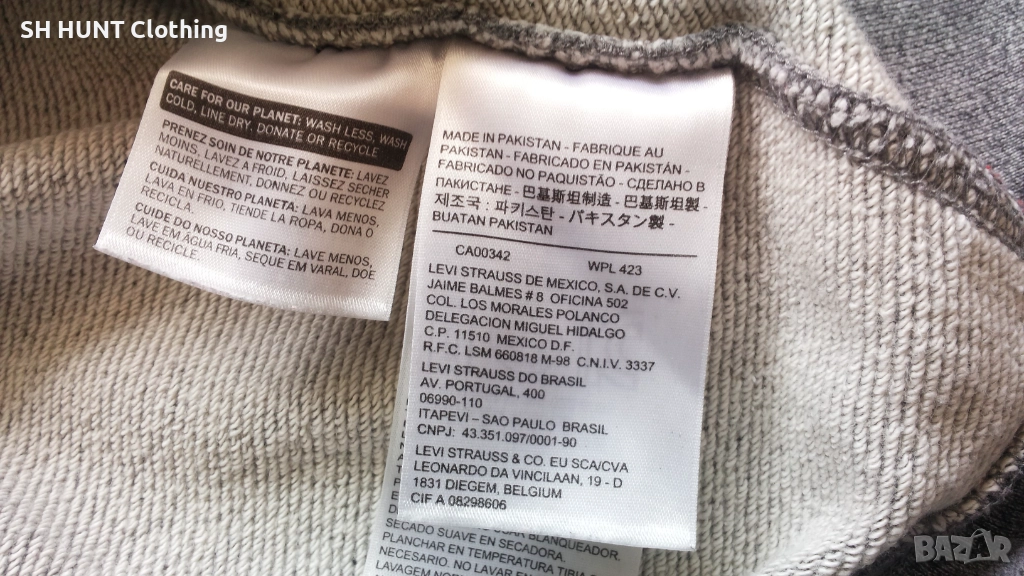 SH HUNT Clothing
CARE FOR OUR PLANET: WASH LESS, WASH
COLD, LINE DRY, DONATE OR RECYCLE
PRENEZ SOIN DE NOTRE PLANETE: LAVEZ
MOINS, LAVEZ A FROID, LAISSEZ SECHER
NATURELLEMENT, DONNEZ OU RECYCLEZ
CUIDA NUESTRO PLANETA: LAVA MENOS,
LAVA EN FRIO, TIENDE LA ROPA, DONA O
RECICLA.
CUIDE DO NOSSO PLANETA: LAVE MENOS,
LAVE EM ÁGUA FRIA, SEQUE EM VARAL, DOE
OU RECICLE.
MADE IN PAKISTAN - FABRIQUE AU
PAKISTAN - FABRICADO EN PAKISTÁN -
FABRICADO NO PAQUISTÃO - СДЕЛАНО В
ПАКИСТАНЕ - 巴基斯坦制造 - 巴基斯坦製 -
제조국 : 파키스탄 - パキスタン製 -
BUATAN PAKISTAN
CA00342 WPL 423
LEVI STRAUSS DE MEXICO, S.A. DE C.V.
JAIME BALMES # 8 OFICINA 502
COL. LOS MORALES POLANCO
DELEGACION MIGUEL HIDALGO
C.P. 11510 MEXICO D.F.
R.F.C. LSM 660818 M-98 C.N.I.V. 3337
LEVI STRAUSS DO BRASIL
AV. PORTUGAL, 400
06990-110
ITAPEVI – SAO PAULO BRASIL
CNPJ: 43.351.097/0001-90
LEVI STRAUSS & CO. EU SCA/CVA
LEONARDO DA VINCILAAN, 19 - D
1831 DIEGEM, BELGIUM
CIF A 08298606
BLANQUEADOR,
SECADO SUAVE EN SECADORA,
PLANCHAR EN TEMPERATURA TIBIA
NECESARIO. NO LAVAR EN
LAVAGEM
BAZAR